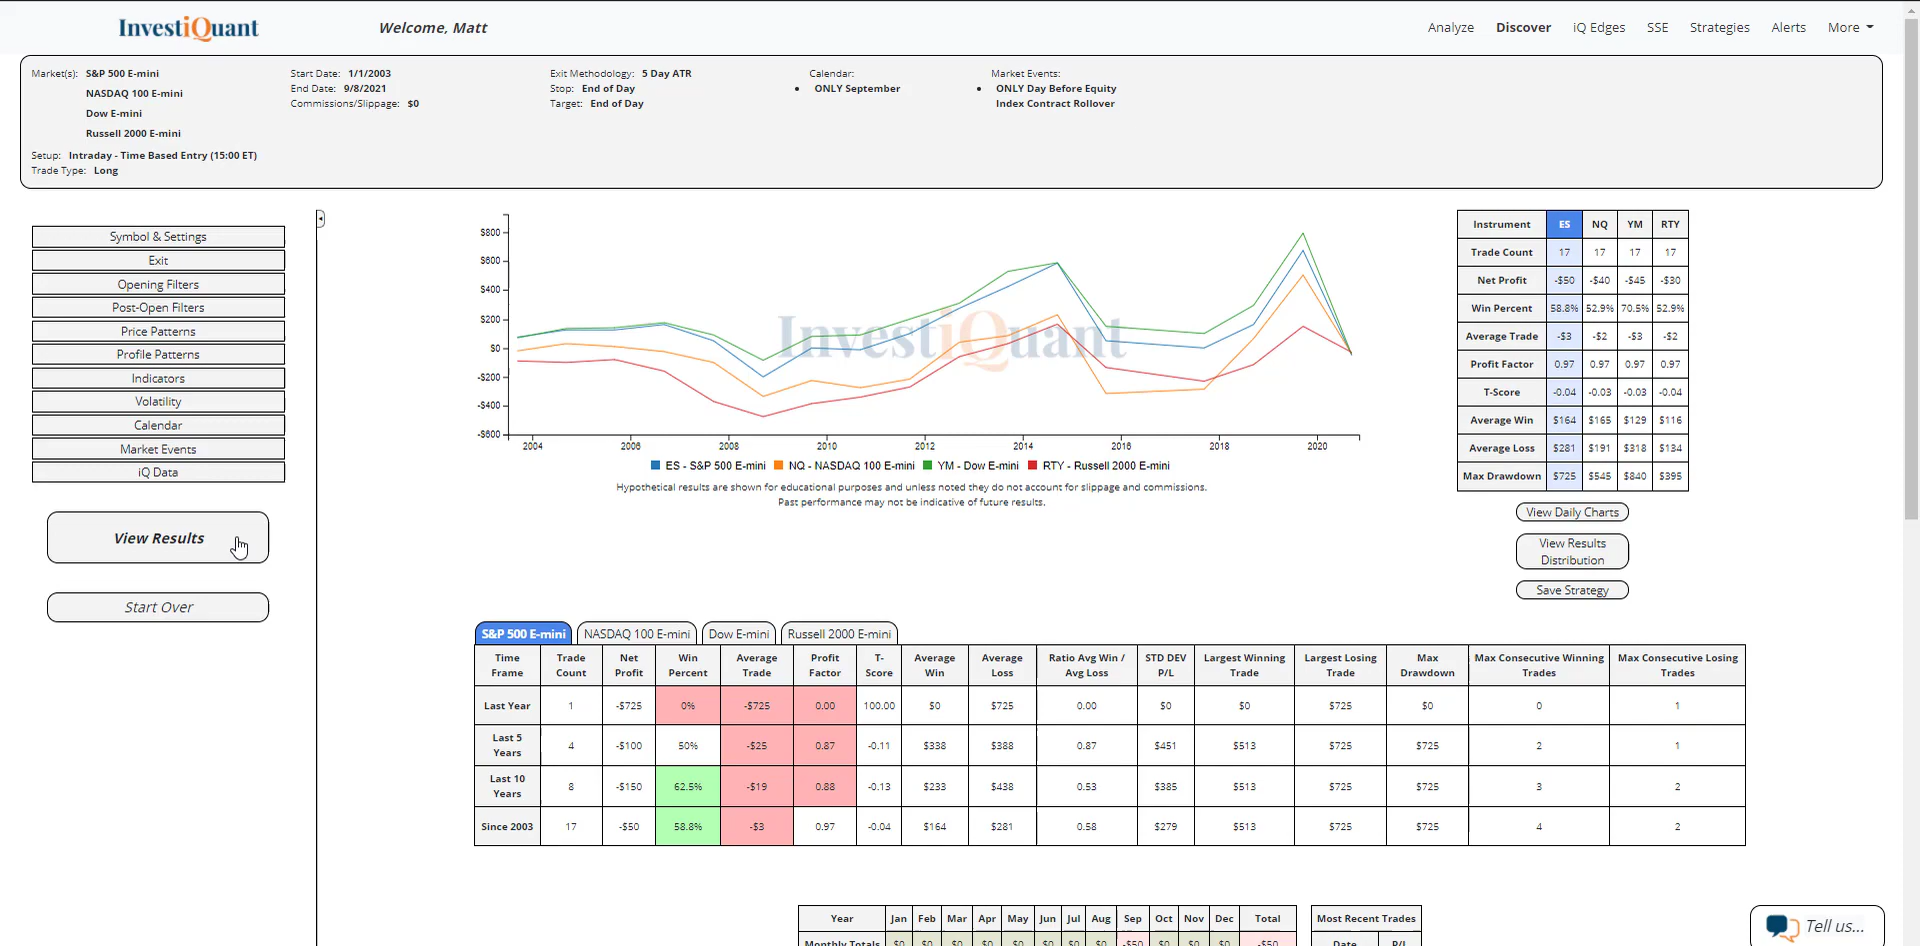 InvestiQuant
Welcome, Matt
Analyze Discover iQ Edges SSE Strategies Alerts More
Market(s): S&P 500 E-mini
NASDAQ 100 E-mini
Dow E-mini
Russell 2000 E-mini
Setup: Intraday - Time Based Entry (15:00 ET)
Trade Type: Long
Start Date: 1/1/2003
End Date: 9/8/2021
Commissions/Slippage: $0
Exit Methodology: 5 Day ATR
Stop: End of Day
Target: End of Day
Calendar:
• ONLY September
Market Events:
• ONLY Day Before Equity
Index Contract Rollover
Symbol & Settings
Exit
Opening Filters
Post-Open Filters
Price Patterns
Profile Patterns
Indicators
Volatility
Calendar
Market Events
iQ Data
View Results
Start Over
$800
$600
$400
$200
$0
-$200
-$400
-$600
2004 2006 2008 2010 2012 2014 2016 2018 2020
InvestiQuant
ES - S&P 500 E-mini NQ - NASDAQ 100 E-mini YM - Dow E-mini RTY - Russell 2000 E-mini
Hypothetical results are shown for educational purposes and unless noted they do not account for slippage and commissions.
Past performance may not be indicative of future results.
Instrument ES NQ YM RTY
Trade Count 17 17 17 17
Net Profit -$50 -$40 -$45 -$30
Win Percent 58.8% 52.9% 70.5% 52.9%
Average Trade -$3 -$2 -$3 -$2
Profit Factor 0.97 0.97 0.97 0.97
T-Score -0.04 -0.03 -0.03 -0.04
Average Win $164 $165 $129 $116
Average Loss $281 $191 $318 $134
Max Drawdown $725 $545 $840 $395
View Daily Charts
View Results
Distribution
Save Strategy
S&P 500 E-mini NASDAQ 100 E-mini Dow E-mini Russell 2000 E-mini
Time Trade Net Win Average Profit T- Average Average Ratio Avg Win / STD DEV Largest Winning Largest Losing Max Max Consecutive Winning Max Consecutive Losing
Frame Count Profit Percent Trade Factor Score Win Loss Avg Loss P/L Trade Trade Drawdown Trades Trades
Last Year 1 -$725 0% -$725 0.00 100.00 $0 $725 0.00 $0 $0 $725 $0 0 1
Last 5
Years 4 -$100 50% -$25 0.87 -0.11 $338 $388 0.87 $451 $513 $725 $725 2 1
Last 10
Years 8 -$150 62.5% -$19 0.88 -0.13 $233 $438 0.53 $385 $513 $725 $725 3 2
Since 2003 17 -$50 58.8% -$3 0.97 -0.04 $164 $281 0.58 $279 $513 $725 $725 4 2
Year Jan Feb Mar Apr May Jun Jul Aug Sep Oct Nov Dec Total
Monthly Totals $0 $0 $0 $0 $0 $0 $0 $0 -$50 $0 $0 $0 -$50
Most Recent Trades
Date P/L
Tell us...